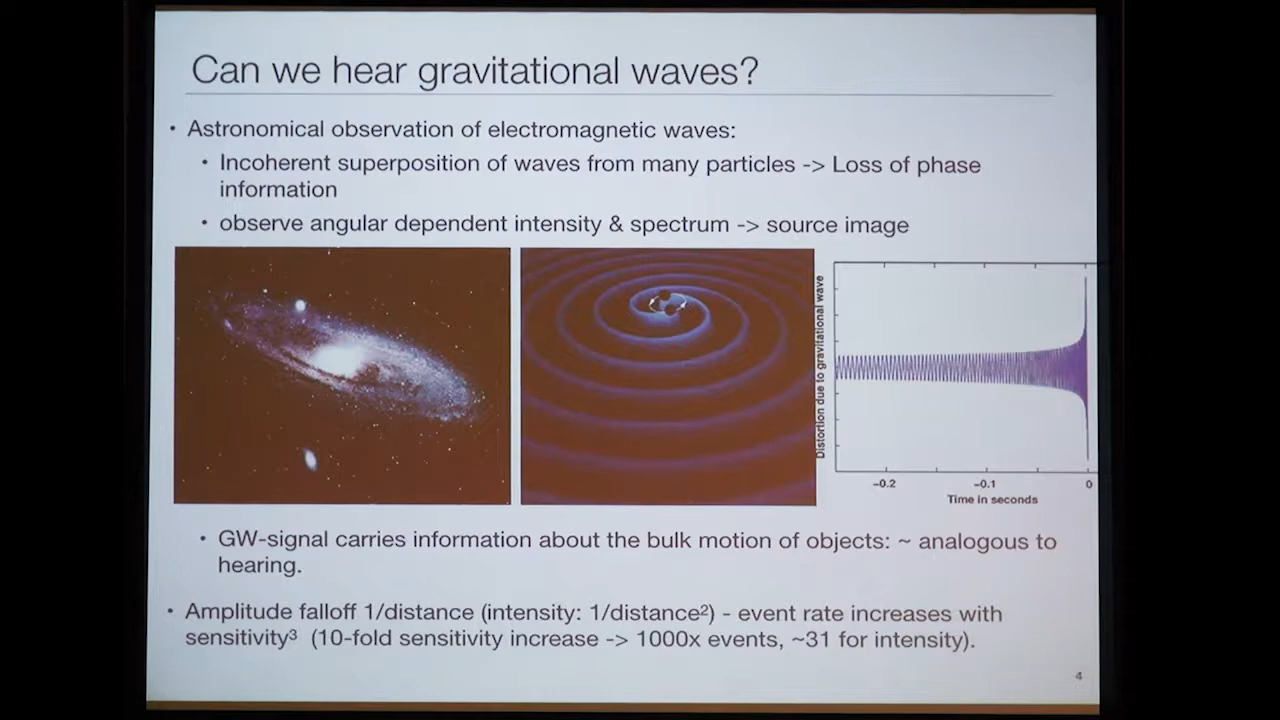 Can we hear gravitational waves?
• Astronomical observation of electromagnetic waves:
• Incoherent superposition of waves from many particles -> Loss of phase
information
• observe angular dependent intensity & spectrum -> source image
Distortion due to gravitational wave
−0.2 −0.1 0
Time in seconds
• GW-signal carries information about the bulk motion of objects: ~ analogous to
hearing.
• Amplitude falloff 1/distance (intensity: 1/distance²) - event rate increases with
sensitivity³ (10-fold sensitivity increase -> 1000x events, ~31 for intensity).
4